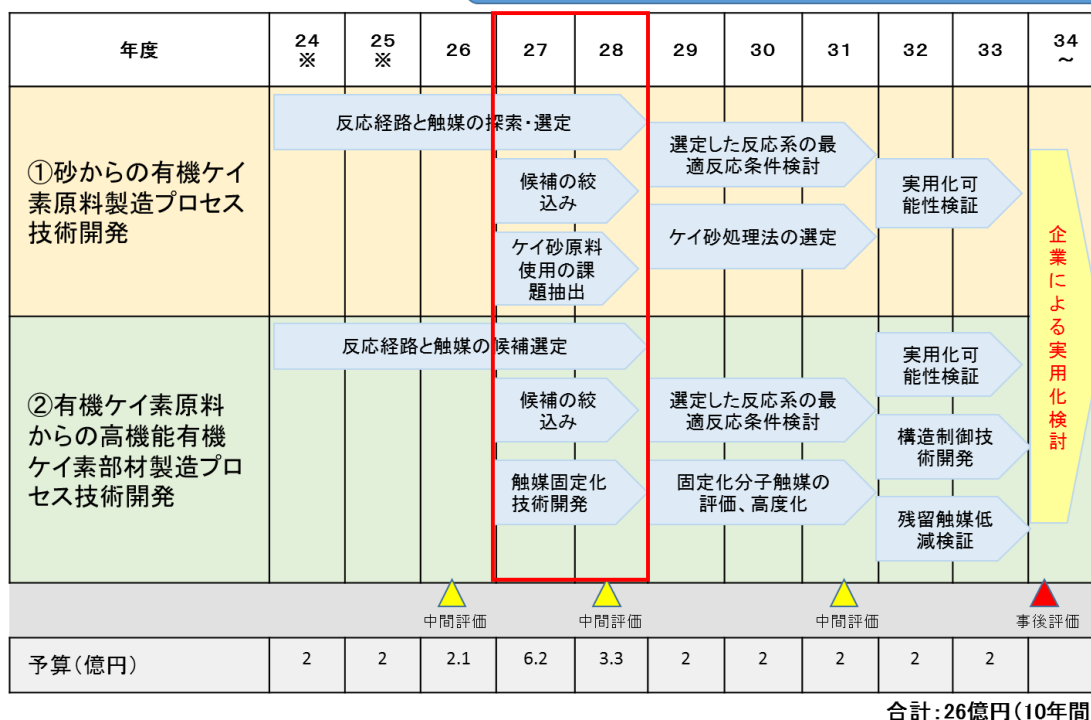 年度
24
※
25
※
26
27
28
29
30
31
32
33
34
~
①砂からの有機ケイ
素原料製造プロセス
技術開発
反応経路と触媒の探索・選定
候補の絞
込み
ケイ砂原料
使用の課
題抽出
選定した反応系の最
適反応条件検討
ケイ砂処理法の選定
実用化可
能性検証
②有機ケイ素原料
からの高機能有機
ケイ素部材製造プロ
セス技術開発
反応経路と触媒の候補選定
候補の絞
込み
触媒固定化
技術開発
選定した反応系の最
適反応条件検討
固定化分子触媒の
評価、高度化
実用化可
能性検証
構造制御技
術開発
残留触媒低
減検証
企業による実用化検討
中間評価
中間評価
中間評価
事後評価
予算(億円)
2
2
2.1
6.2
3.3
2
2
2
2
2
合計:26億円(10年間